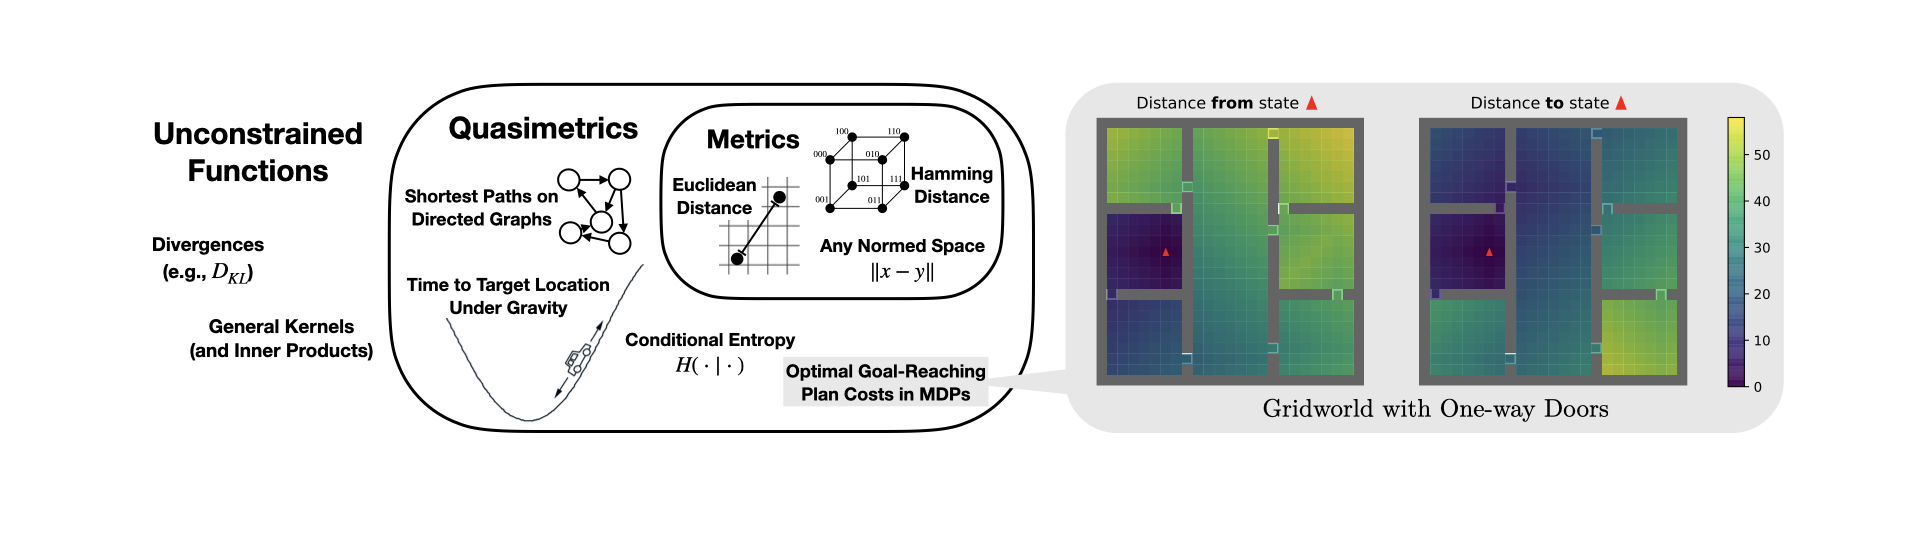 Unconstrained
Functions
Divergences
(e.g., D_{KL})
General Kernels
(and Inner Products)
Quasimetrics
Shortest Paths on
Directed Graphs
Time to Target Location
Under Gravity
Conditional Entropy
H( · | · )
Optimal Goal-Reaching
Plan Costs in MDPs
Metrics
Euclidean
Distance
100
110
000
010
101
111
001
011
Hamming
Distance
Any Normed Space
||x − y||
Distance from state
Distance to state
50
40
30
20
10
0
Gridworld with One-way Doors